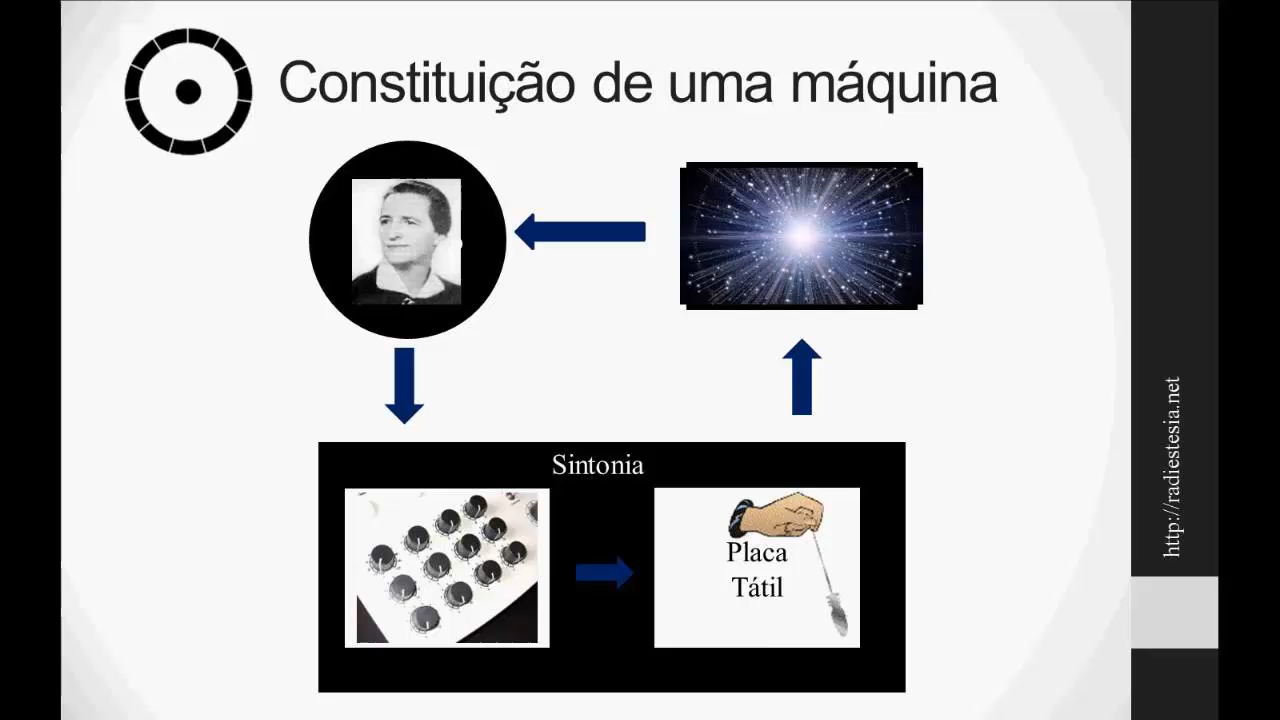 Constituição de uma máquina
Sintonia
Placa
Tátil
http://radiestesia.net